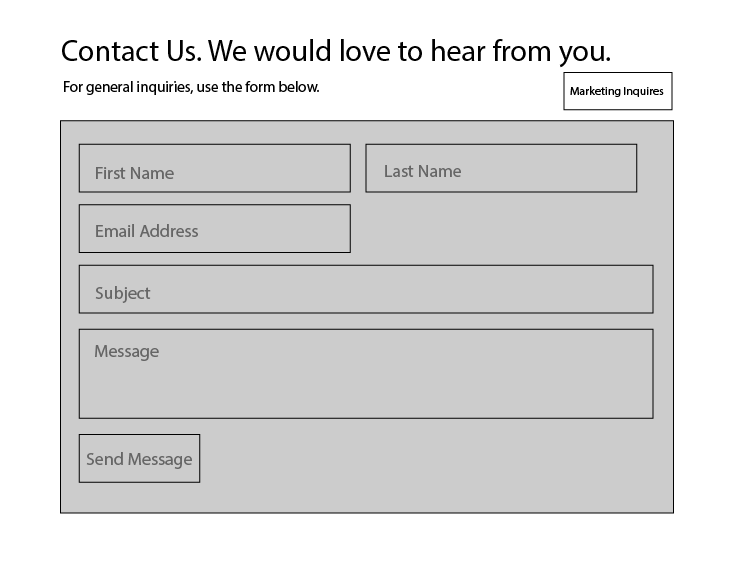 Contact Us. We would love to hear from you.
For general inquiries, use the form below.
Marketing Inquires
First Name
Last Name
Email Address
Subject
Message
Send Message